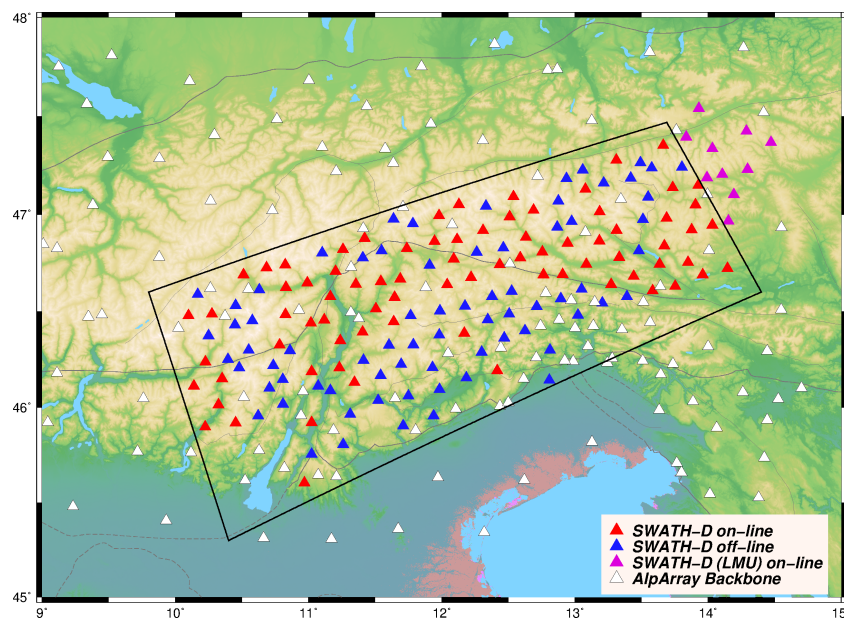 48°
47°
46°
45°
SWATH-D on-line
SWATH-D off-line
SWATH-D (LMU) on-line
AlpArray Backbone
9° 10° 11° 12° 13° 14° 15